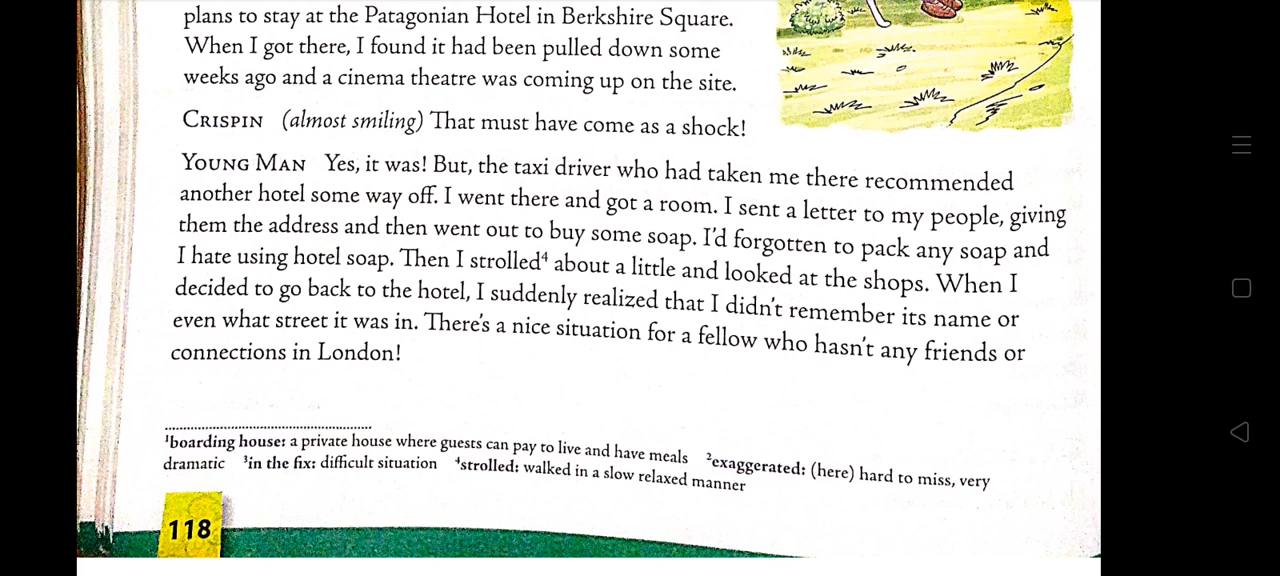 plans to stay at the Patagonian Hotel in Berkshire Square.
When I got there, I found it had been pulled down some
weeks ago and a cinema theatre was coming up on the site.
CRISPIN (almost smiling) That must have come as a shock!
YOUNG MAN Yes, it was! But, the taxi driver who had taken me there recommended
another hotel some way off. I went there and got a room. I sent a letter to my people, giving
them the address and then went out to buy some soap. I'd forgotten to pack any soap and
I hate using hotel soap. Then I strolled⁴ about a little and looked at the shops. When I
decided to go back to the hotel, I suddenly realized that I didn't remember its name or
even what street it was in. There's a nice situation for a fellow who hasn't any friends or
connections in London!
¹boarding house: a private house where guests can pay to live and have meals ²exaggerated: (here) hard to miss, very
dramatic ³in the fix: difficult situation ⁴strolled: walked in a slow relaxed manner
118